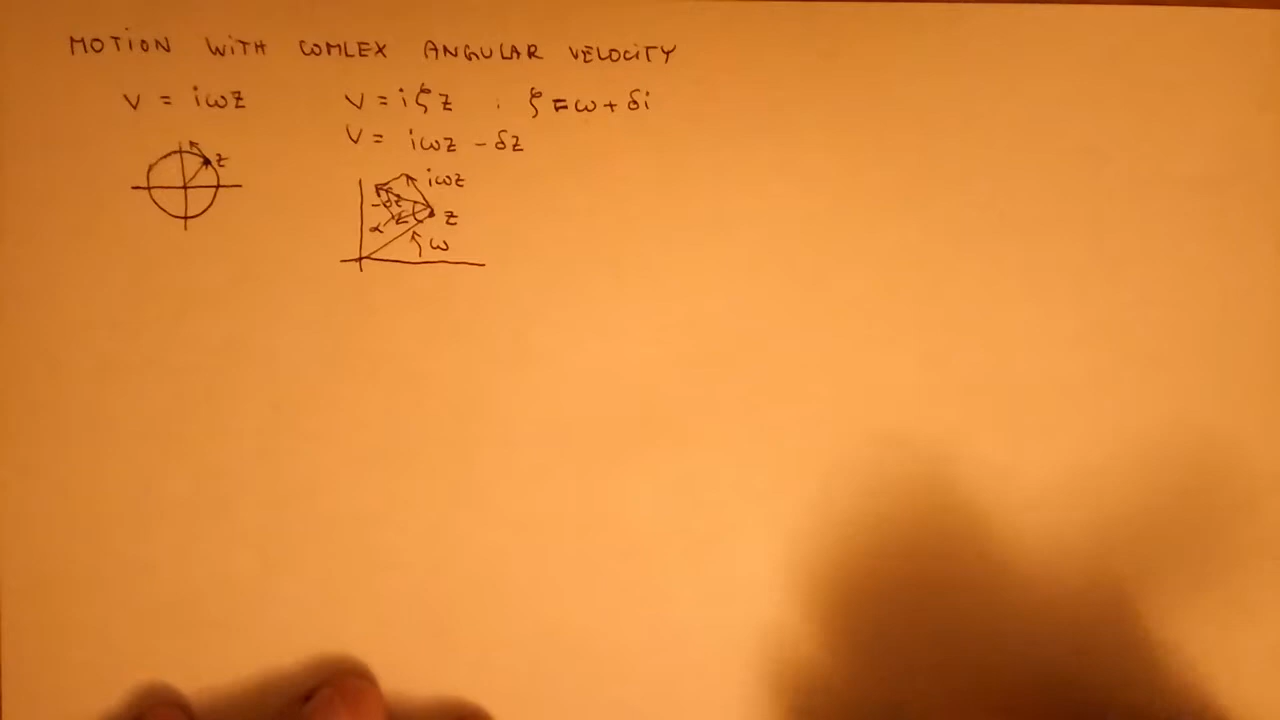 MOTION WITH COMLEX ANGULAR VELOCITY
V = iωz V = iζz : ζ = ω + δi
V = iωz - δz
z
iωz
-δz
z
α
ω